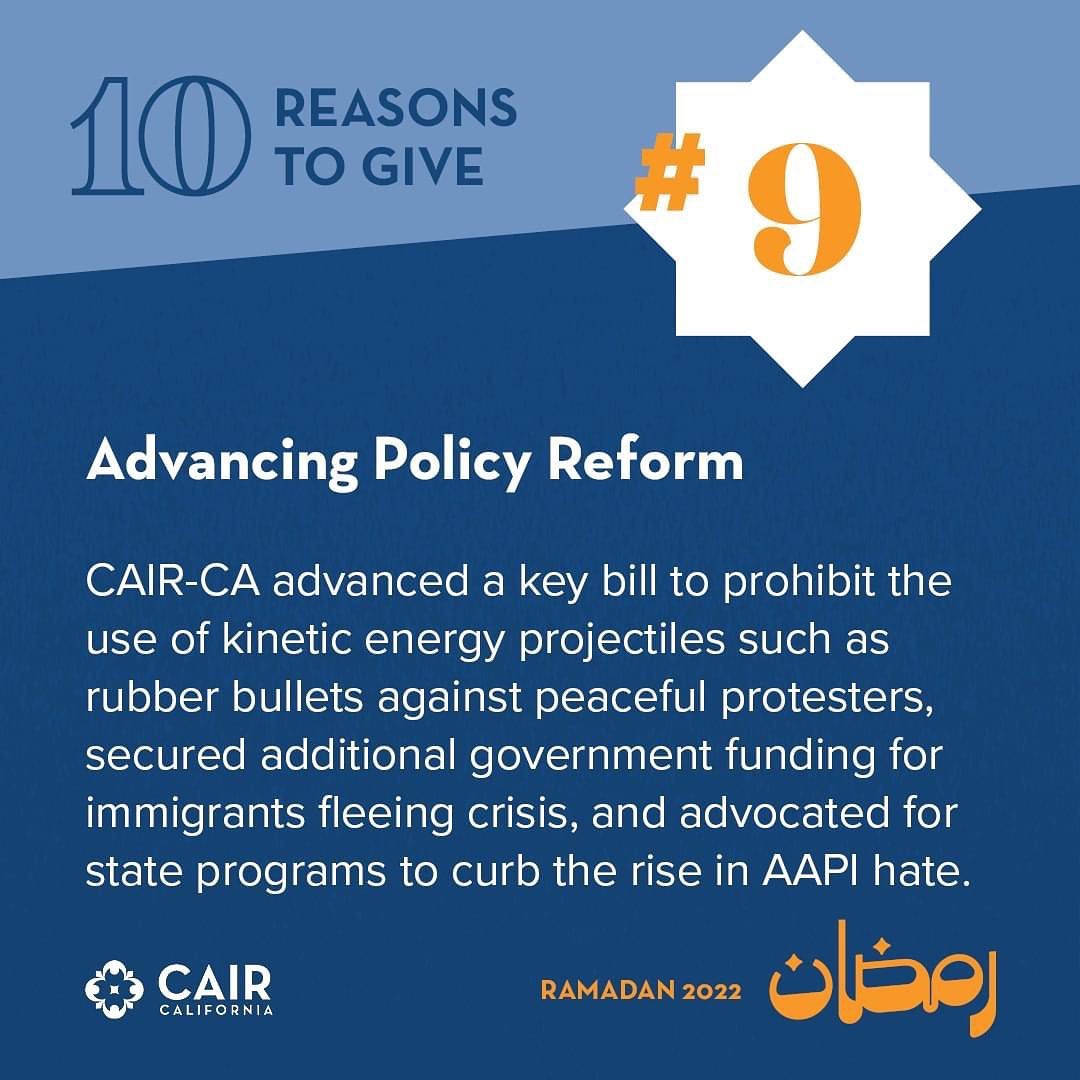 10 REASONS
TO GIVE
# 9
Advancing Policy Reform
CAIR-CA advanced a key bill to prohibit the
use of kinetic energy projectiles such as
rubber bullets against peaceful protesters,
secured additional government funding for
immigrants fleeing crisis, and advocated for
state programs to curb the rise in AAPI hate.
CAIR
CALIFORNIA
RAMADAN 2022
رمضان